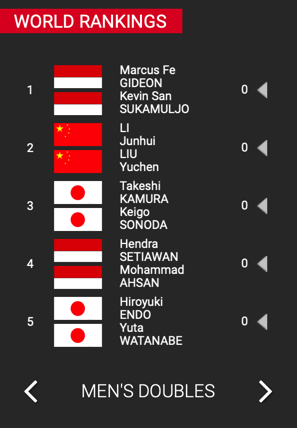 WORLD RANKINGS
1
Marcus Fe
GIDEON
Kevin San
SUKAMULJO
0
2
LI
Junhui
LIU
Yuchen
0
3
Takeshi
KAMURA
Keigo
SONODA
0
4
Hendra
SETIAWAN
Mohammad
AHSAN
0
5
Hiroyuki
ENDO
Yuta
WATANABE
0
MEN'S DOUBLES